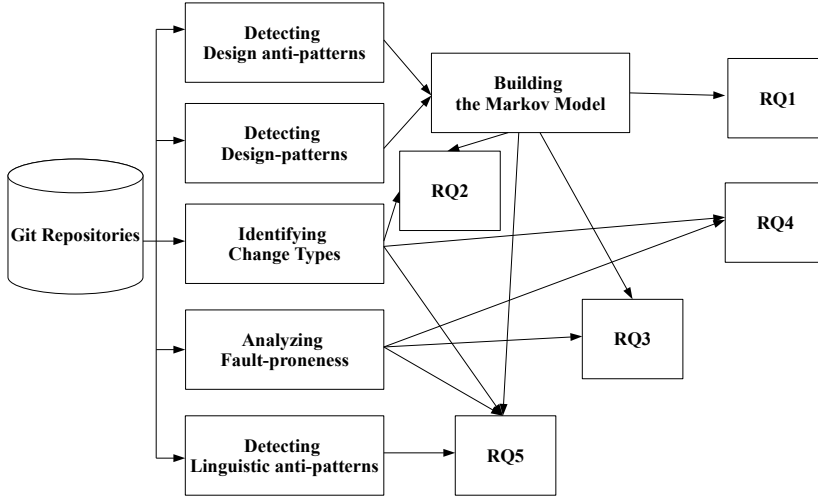 Detecting
Design anti-patterns
Building
the Markov Model
RQ1
Detecting
Design-patterns
RQ2
Git Repositories
Identifying
Change Types
RQ4
Analyzing
Fault-proneness
RQ3
Detecting
Linguistic anti-patterns
RQ5